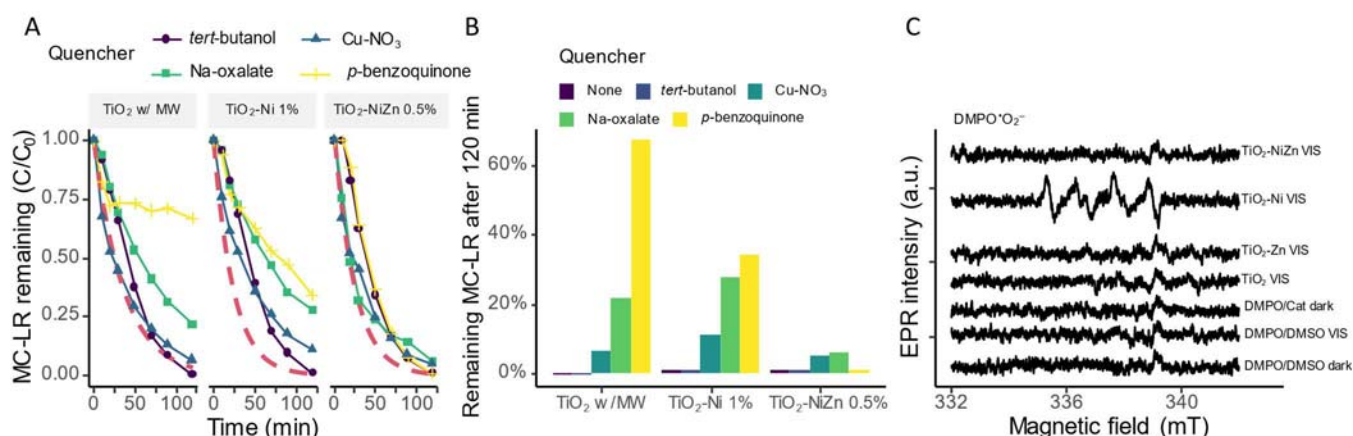 A
Quencher
tert-butanol
Cu-NO₃
Na-oxalate
p-benzoquinone
TiO₂ w/ MW
TiO₂-Ni 1%
TiO₂-NiZn 0.5%
MC-LR remaining (C/C₀)
1.00
0.75
0.50
0.25
0.00
0 50 100
0 50 100
0 50 100
Time (min)
B
Quencher
None
tert-butanol
Cu-NO₃
Na-oxalate
p-benzoquinone
Remaining MC-LR after 120 min
60%
40%
20%
0%
TiO₂ w /MW
TiO₂-Ni 1%
TiO₂-NiZn 0.5%
C
DMPO•O₂⁻
EPR intensiry (a.u.)
TiO₂-NiZn VIS
TiO₂-Ni VIS
TiO₂-Zn VIS
TiO₂ VIS
DMPO/Cat dark
DMPO/DMSO VIS
DMPO/DMSO dark
332 336 338 340
Magnetic field (mT)